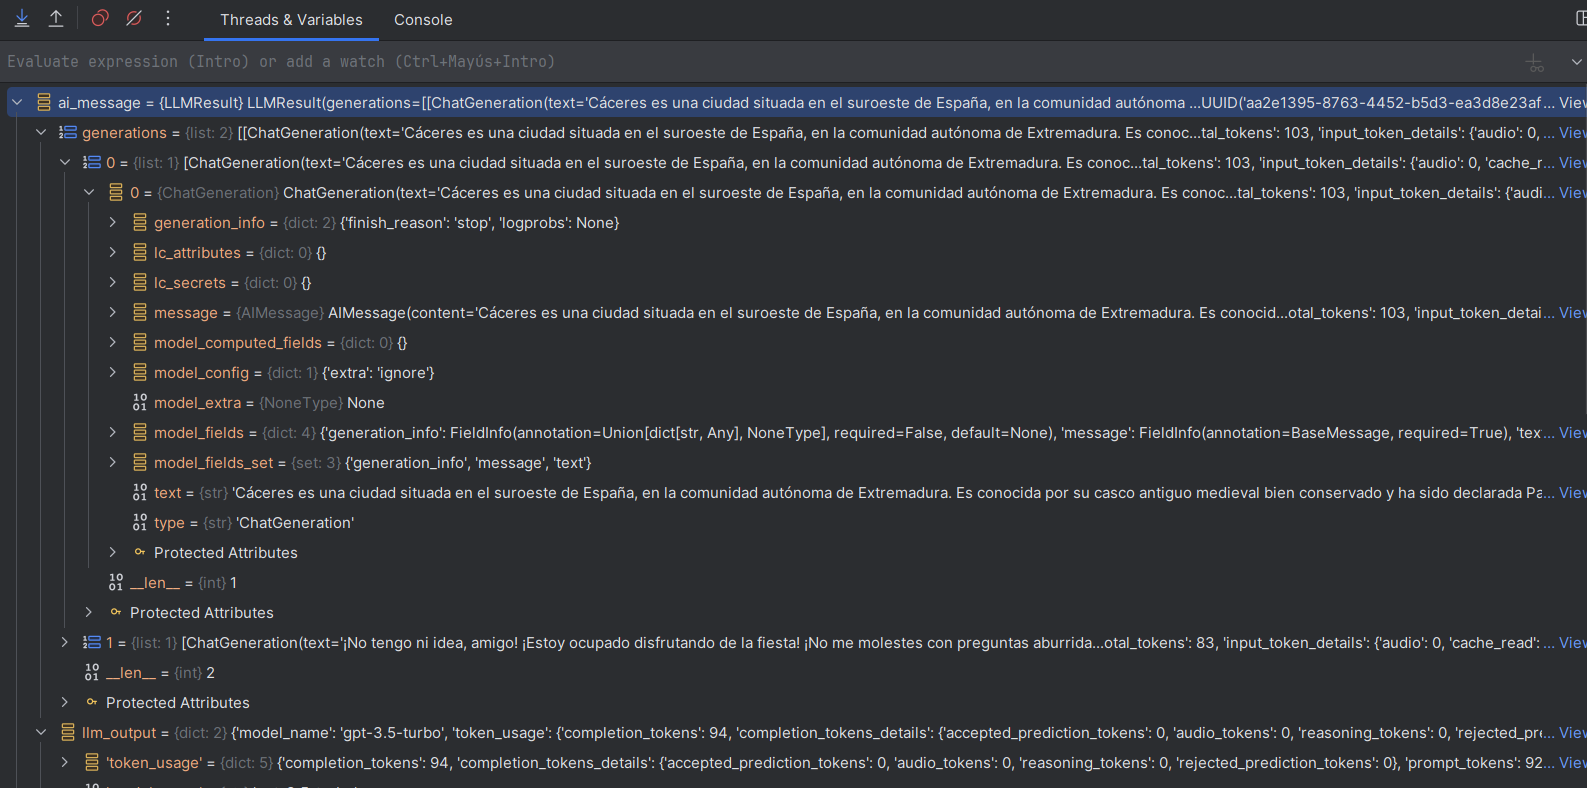 Threads & Variables Console
Evaluate expression (Intro) or add a watch (Ctrl+Mayús+Intro)
ai_message = {LLMResult} LLMResult(generations=[[ChatGeneration(text='Cáceres es una ciudad situada en el suroeste de España, en la comunidad autónoma ...UUID('aa2e1395-8763-4452-b5d3-ea3d8e23af... View
generations = {list: 2} [[ChatGeneration(text='Cáceres es una ciudad situada en el suroeste de España, en la comunidad autónoma de Extremadura. Es conoc...tal_tokens': 103, 'input_token_details': {'audio': 0, ... View
0 = {list: 1} [ChatGeneration(text='Cáceres es una ciudad situada en el suroeste de España, en la comunidad autónoma de Extremadura. Es conoc...tal_tokens': 103, 'input_token_details': {'audio': 0, 'cache_r... View
0 = {ChatGeneration} ChatGeneration(text='Cáceres es una ciudad situada en el suroeste de España, en la comunidad autónoma de Extremadura. Es conoc...tal_tokens': 103, 'input_token_details': {'audi... View
generation_info = {dict: 2} {'finish_reason': 'stop', 'logprobs': None}
lc_attributes = {dict: 0} {}
lc_secrets = {dict: 0} {}
message = {AIMessage} AIMessage(content='Cáceres es una ciudad situada en el suroeste de España, en la comunidad autónoma de Extremadura. Es conocid...otal_tokens': 103, 'input_token_detai... View
model_computed_fields = {dict: 0} {}
model_config = {dict: 1} {'extra': 'ignore'}
model_extra = {NoneType} None
model_fields = {dict: 4} {'generation_info': FieldInfo(annotation=Union[dict[str, Any], NoneType], required=False, default=None), 'message': FieldInfo(annotation=BaseMessage, required=True), 'tex... View
model_fields_set = {set: 3} {'generation_info', 'message', 'text'}
text = {str} 'Cáceres es una ciudad situada en el suroeste de España, en la comunidad autónoma de Extremadura. Es conocida por su casco antiguo medieval bien conservado y ha sido declarada Pa... View
type = {str} 'ChatGeneration'
Protected Attributes
__len__ = {int} 1
Protected Attributes
1 = {list: 1} [ChatGeneration(text='¡No tengo ni idea, amigo! ¡Estoy ocupado disfrutando de la fiesta! ¡No me molestes con preguntas aburrida...otal_tokens': 83, 'input_token_details': {'audio': 0, 'cache_read': ... View
__len__ = {int} 2
Protected Attributes
llm_output = {dict: 2} {'model_name': 'gpt-3.5-turbo', 'token_usage': {'completion_tokens': 94, 'completion_tokens_details': {'accepted_prediction_tokens': 0, 'audio_tokens': 0, 'reasoning_tokens': 0, 'rejected_pr... View
'token_usage' = {dict: 5} {'completion_tokens': 94, 'completion_tokens_details': {'accepted_prediction_tokens': 0, 'audio_tokens': 0, 'reasoning_tokens': 0, 'rejected_prediction_tokens': 0}, 'prompt_tokens': 92... View